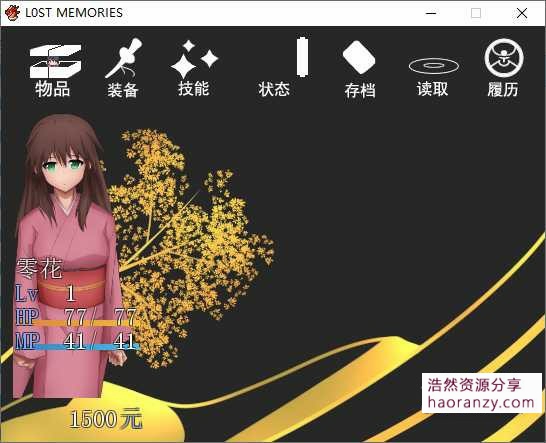 L0ST MEMORIES
物品 装备 技能 状态 存档 读取 履历
零花
Lv 1
HP 77/ 77
MP 41/ 41
1500元
浩然资源分享
haoranzy.com